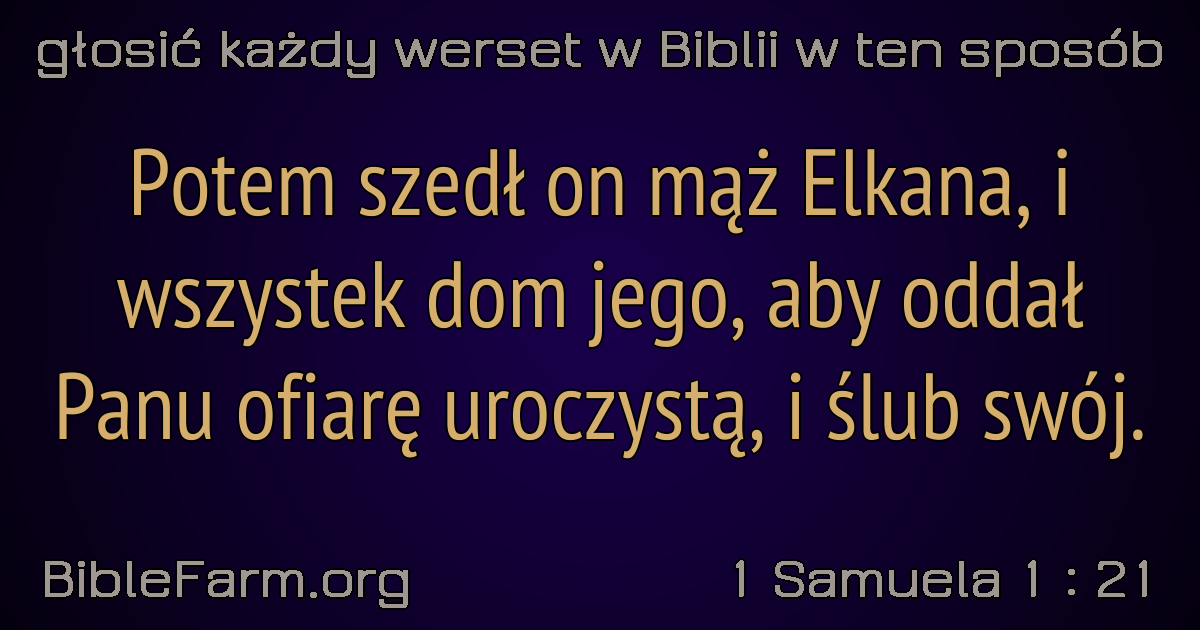 głosić każdy werset w Biblii w ten sposób
Potem szedł on mąż Elkana, i
wszystek dom jego, aby oddał
Panu ofiarę uroczystą, i ślub swój.
BibleFarm.org
1 Samuela 1 : 21